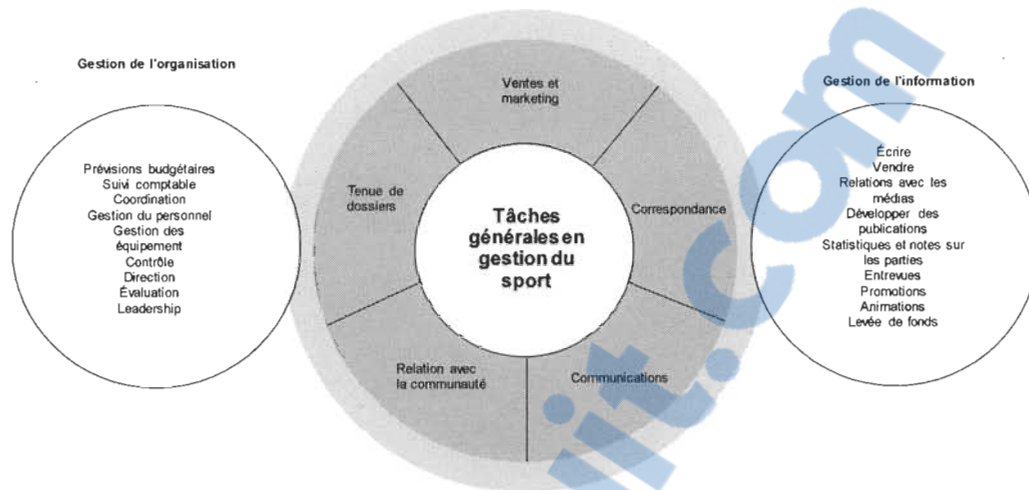 Gestion de l'organisation
Prévisions budgétaires
Suivi comptable
Coordination
Gestion du personnel
Gestion des
équipement
Contrôle
Direction
Évaluation
Leadership
Ventes et
marketing
Tenue de
dossiers
Correspondance
Tâches
générales en
gestion du
sport
Relation avec
la communauté
Communications
Gestion de l'information
Écrire
Vendre
Relations avec les
médias
Développer des
publications
Statistiques et notes sur
les parties
Entrevues
Promotions
Animations
Levée de fonds